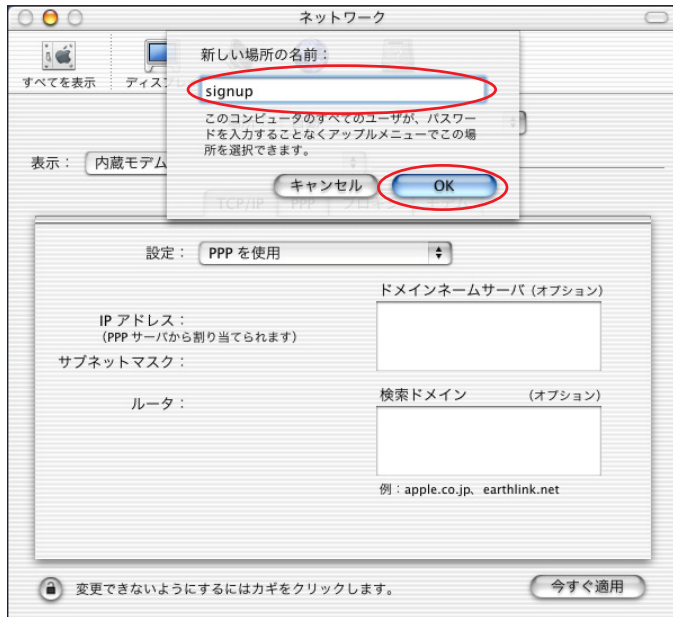 ネットワーク
新しい場所の名前：
すべてを表示
ディスプ
signup
このコンピュータのすべてのユーザが、パスワー
ドを入力することなくアップルメニューでこの場
所を選択できます。
表示： 内蔵モデム
キャンセル OK
TCP/IP PPP プロキシ モデム
設定： PPP を使用
ドメインネームサーバ (オプション)
IP アドレス：
(PPP サーバから割り当てられます)
サブネットマスク：
ルータ：
検索ドメイン (オプション)
例：apple.co.jp、earthlink.net
変更できないようにするにはカギをクリックします。
今すぐ適用